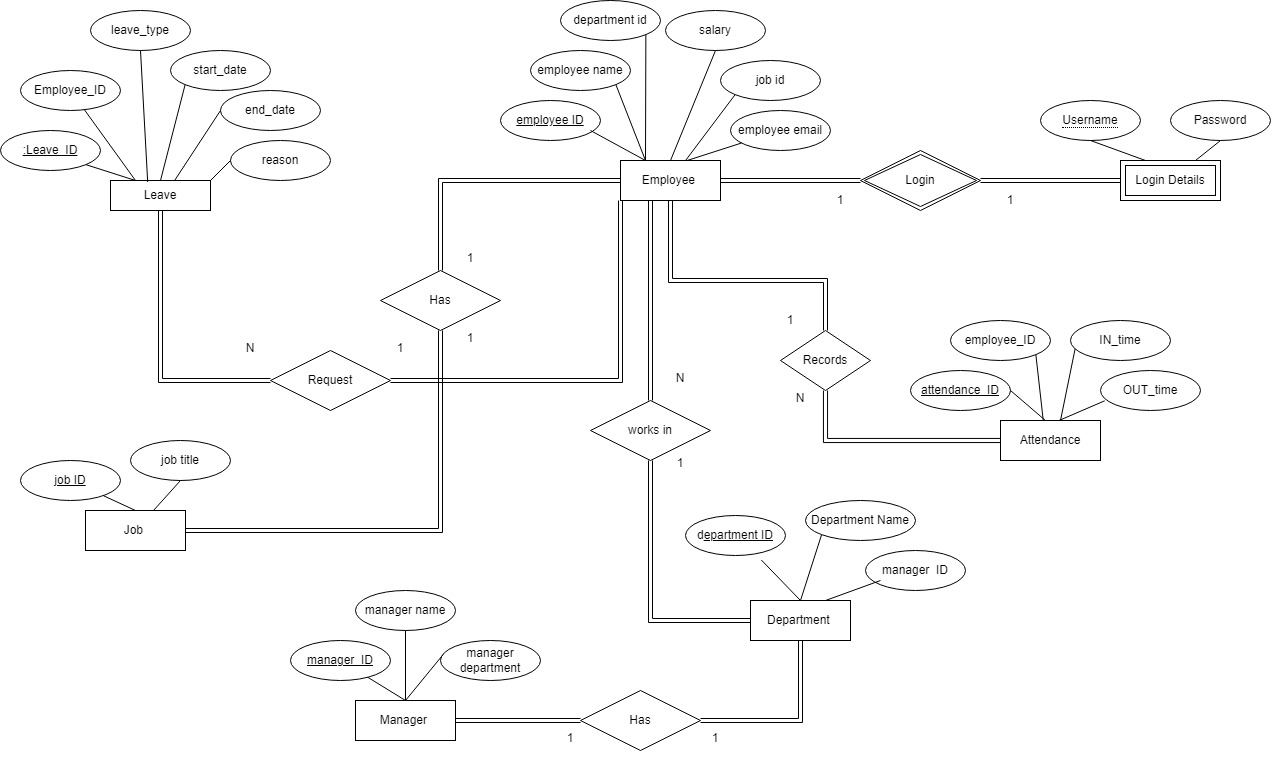 leave_type
start_date
Employee_ID
end_date
:Leave_ID
reason
Leave
department id
salary
employee name
job id
employee ID
employee email
Employee
Login
1
1
Username
Password
Login Details
1
Has
1
N
Request
1
1
Records
N
employee_ID
IN_time
attendance_ID
OUT_time
Attendance
N
works in
1
job ID
job title
Job
department ID
Department Name
manager_ID
Department
manager name
manager_ID
manager
department
Manager
Has
1
1